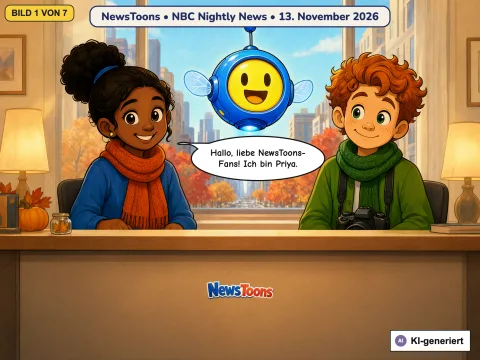 BILD 1 VON 7
NewsToons • NBC Nightly News • 13. November 2026
Hallo, liebe NewsToons-
Fans! Ich bin Priya.
NewsToons
AI KI-generiert